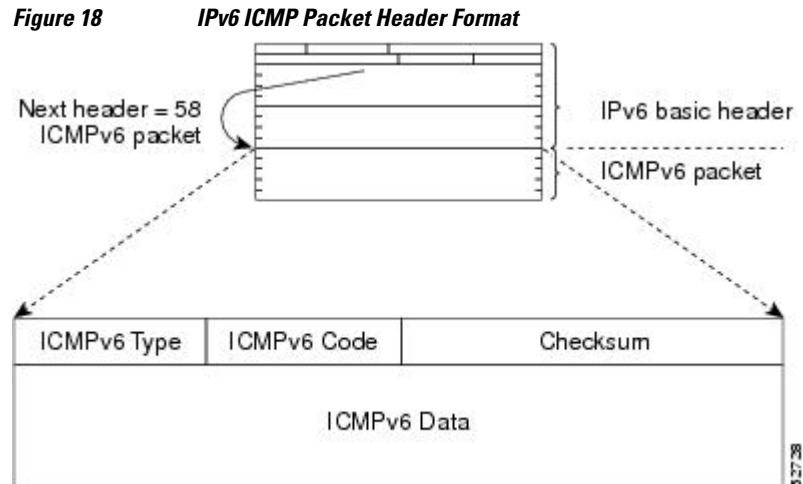 Figure 18 IPv6 ICMP Packet Header Format
Next header = 58
ICMPv6 packet
IPv6 basic header
ICMPv6 packet
ICMPv6 Type ICMPv6 Code Checksum
ICMPv6 Data
52728